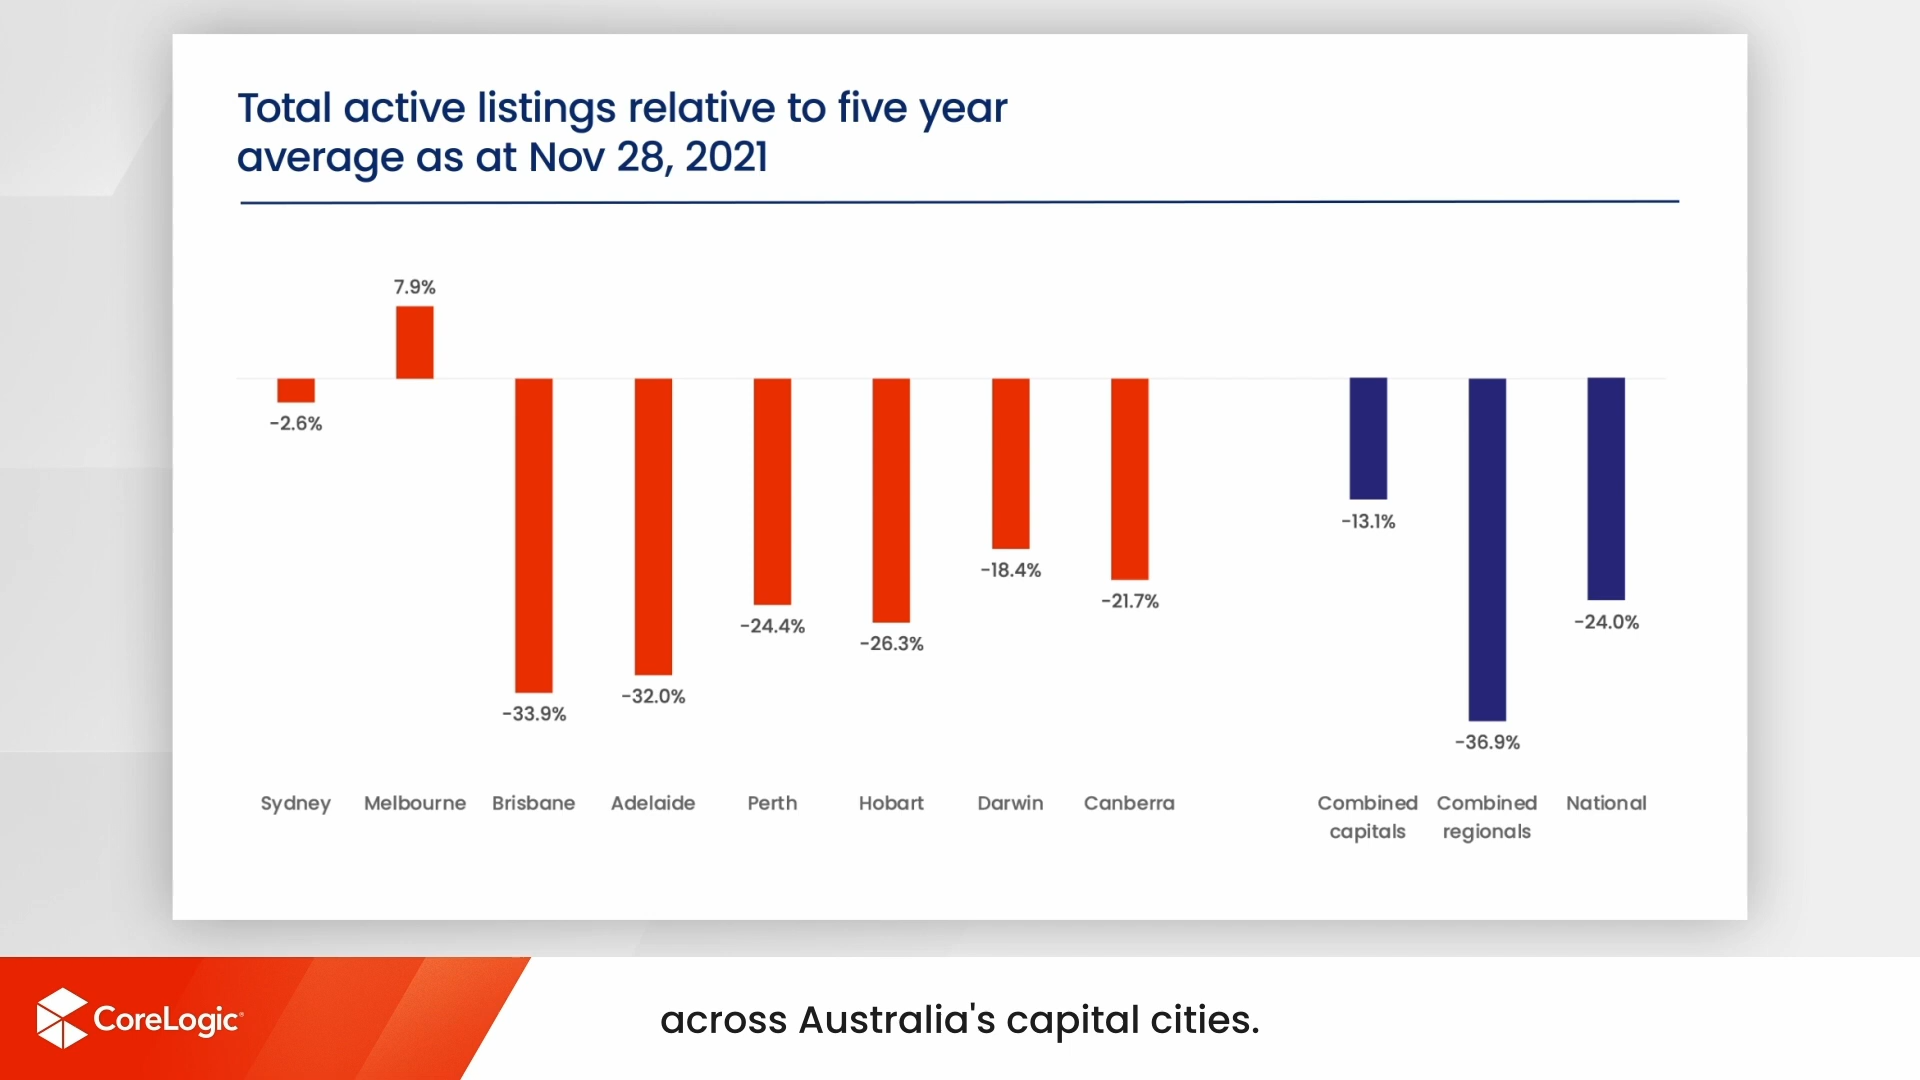 Total active listings relative to five year
average as at Nov 28, 2021
7.9%
-2.6%
-33.9%
-32.0%
-24.4%
-26.3%
-18.4%
-21.7%
-13.1%
-36.9%
-24.0%
Sydney
Melbourne
Brisbane
Adelaide
Perth
Hobart
Darwin
Canberra
Combined
capitals
Combined
regionals
National
CoreLogic
across Australia's capital cities.